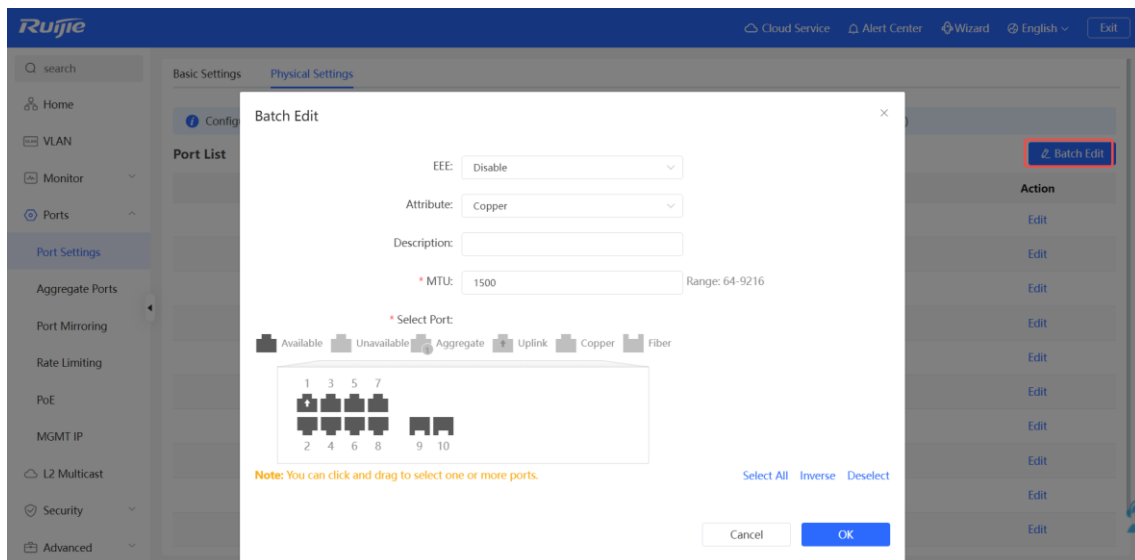 Ruijie
Cloud Service Alert Center Wizard English Exit
search
Home
VLAN
Monitor
Ports
Port Settings
Aggregate Ports
Port Mirroring
Rate Limiting
PoE
MGMT IP
L2 Multicast
Security
Advanced
Basic Settings Physical Settings
Port List
Batch Edit
Action
Edit
Edit
Edit
Edit
Edit
Edit
Edit
Edit
Edit
Edit
Batch Edit
EEE: Disable
Attribute: Copper
Description:
* MTU: 1500 Range: 64-9216
* Select Port:
Available Unavailable Aggregate Uplink Copper Fiber
1 3 5 7
2 4 6 8 9 10
Note: You can click and drag to select one or more ports.
Select All Inverse Deselect
Cancel OK